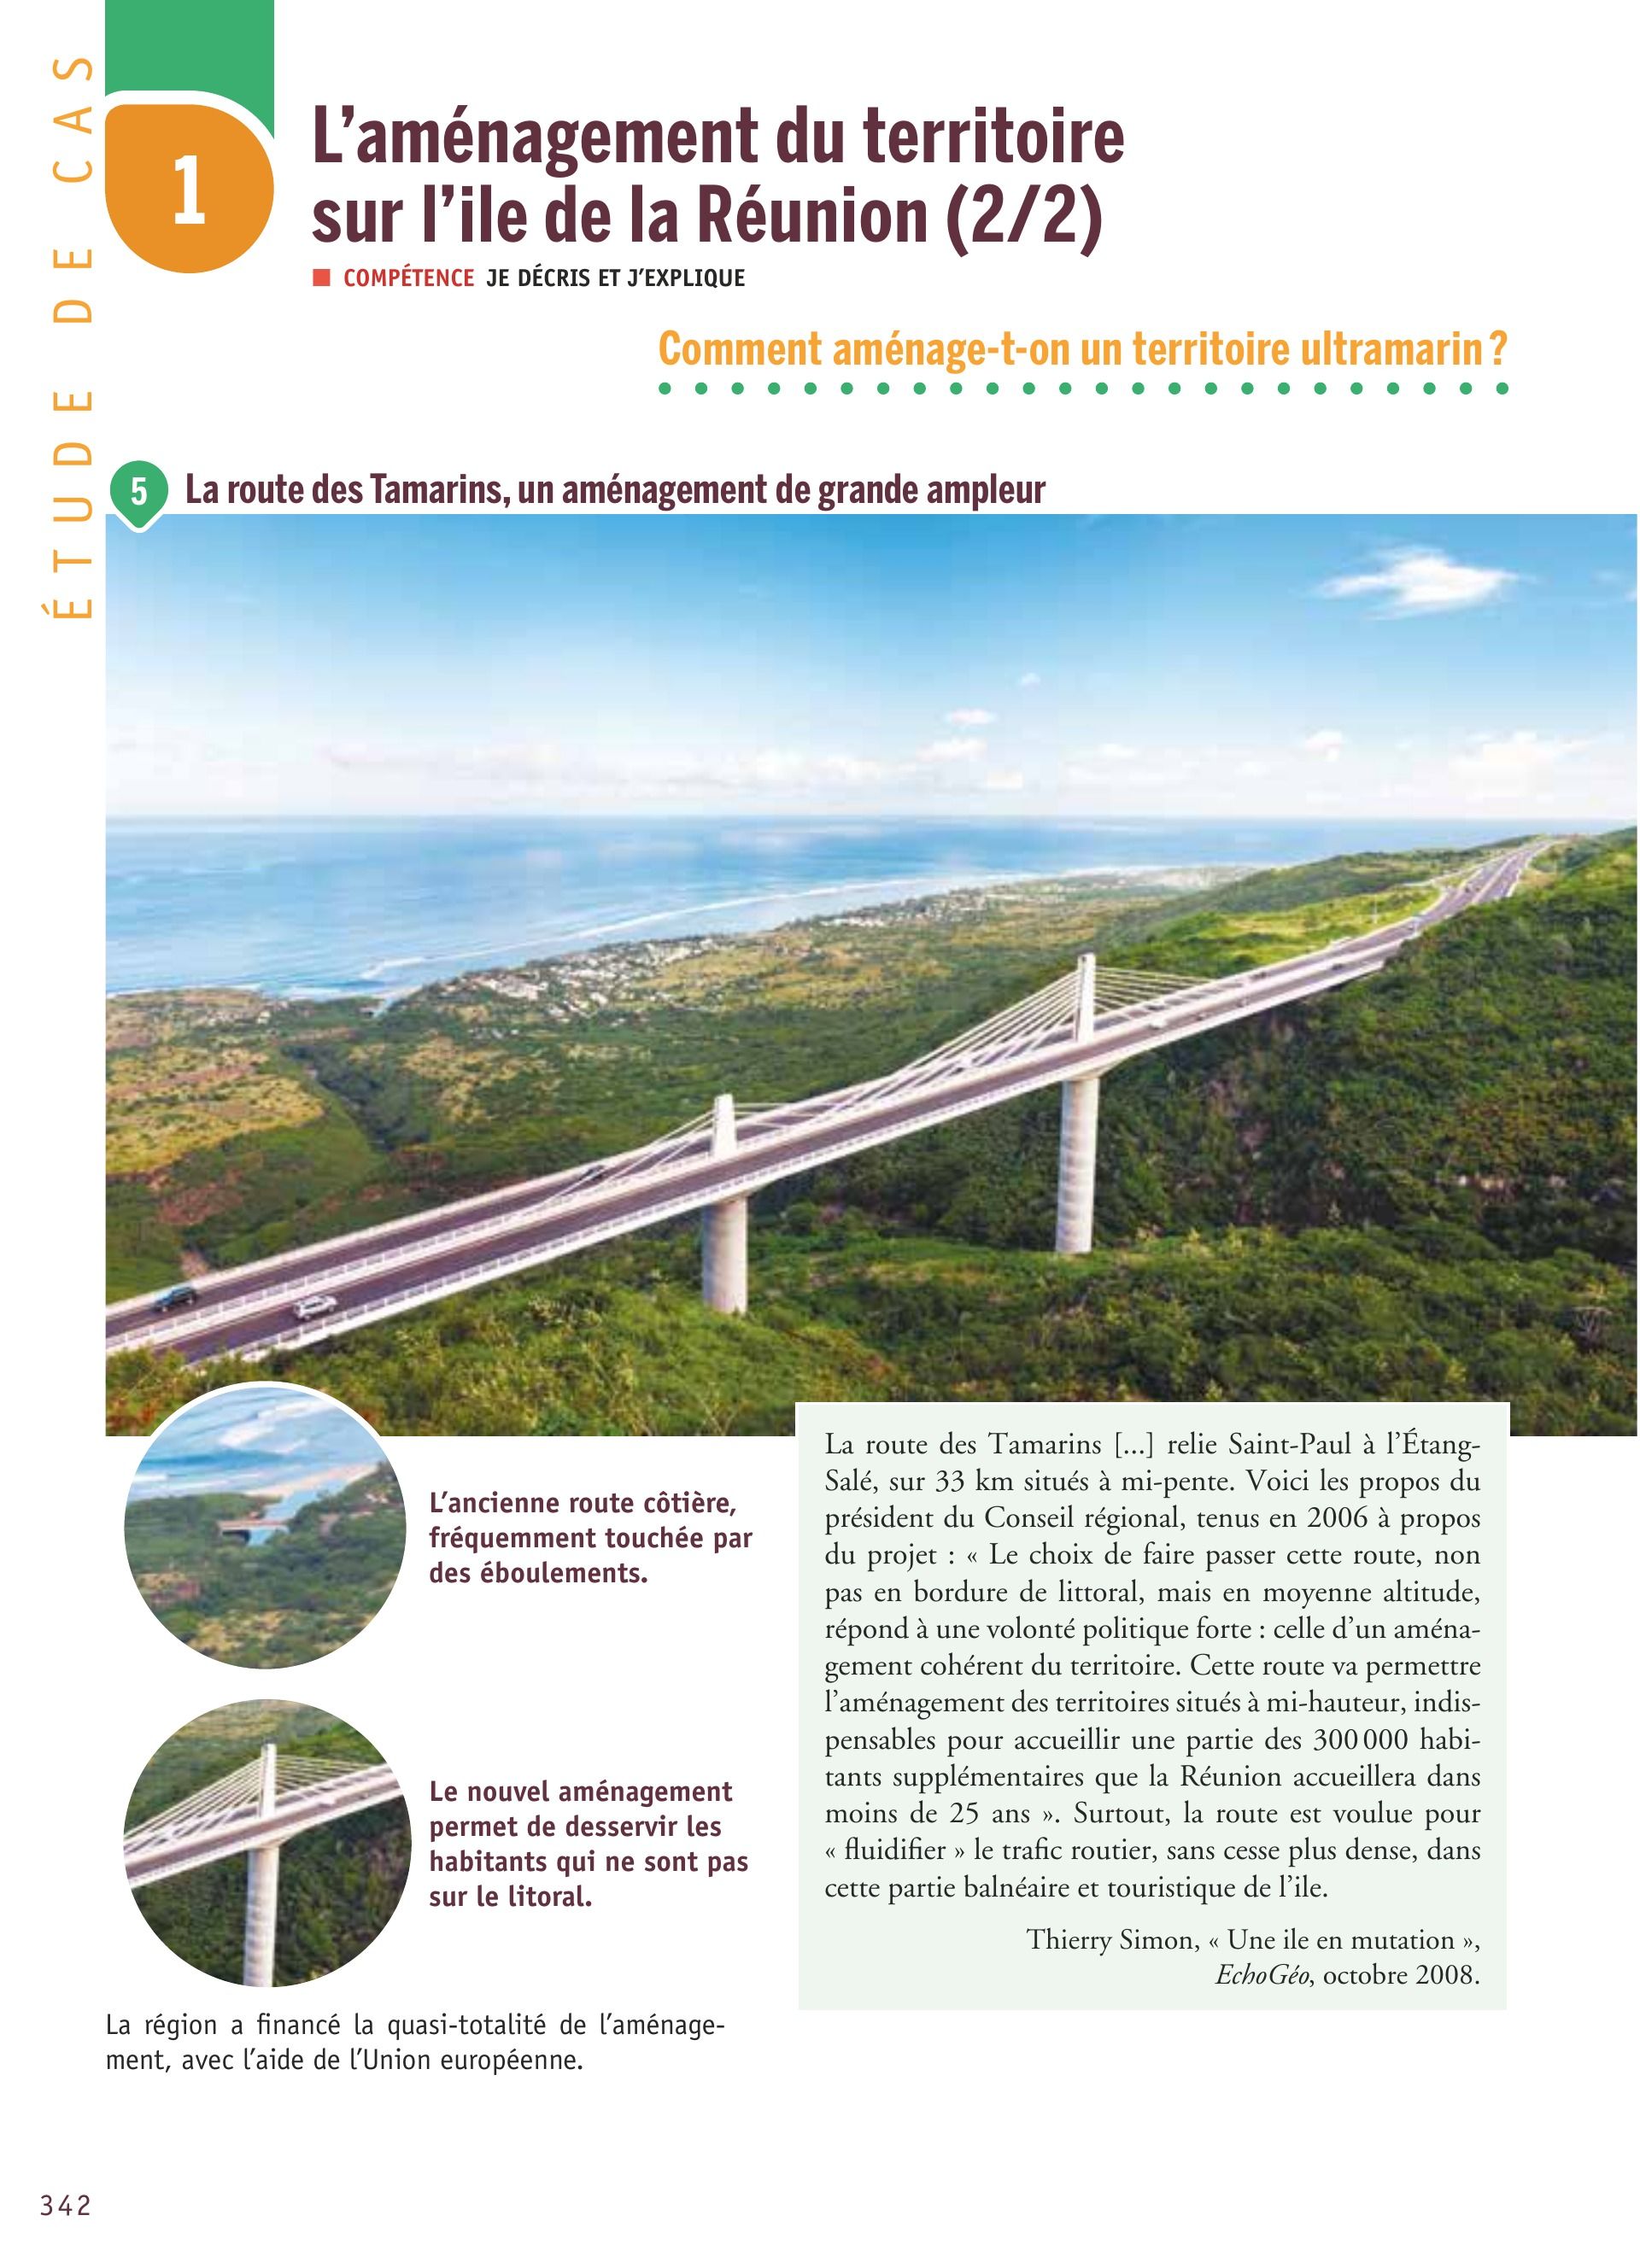 ÉTUDE DE CAS
1
L’aménagement du territoire
sur l’ile de la Réunion (2/2)
COMPÉTENCE JE DÉCRIS ET J’EXPLIQUE
Comment aménage-t-on un territoire ultramarin ?
5
La route des Tamarins, un aménagement de grande ampleur
L’ancienne route côtière,
fréquemment touchée par
des éboulements.
Le nouvel aménagement
permet de desservir les
habitants qui ne sont pas
sur le litoral.
La région a financé la quasi-totalité de l’aménage-
ment, avec l’aide de l’Union européenne.
La route des Tamarins [...] relie Saint-Paul à l’Étang-
Salé, sur 33 km situés à mi-pente. Voici les propos du
président du Conseil régional, tenus en 2006 à propos
du projet : « Le choix de faire passer cette route, non
pas en bordure de littoral, mais en moyenne altitude,
répond à une volonté politique forte : celle d’un aména-
gement cohérent du territoire. Cette route va permettre
l’aménagement des territoires situés à mi-hauteur, indis-
pensables pour accueillir une partie des 300 000 habi-
tants supplémentaires que la Réunion accueillera dans
moins de 25 ans ». Surtout, la route est voulue pour
« fluidifier » le trafic routier, sans cesse plus dense, dans
cette partie balnéaire et touristique de l’ile.
Thierry Simon, « Une ile en mutation »,
EchoGéo, octobre 2008.
342